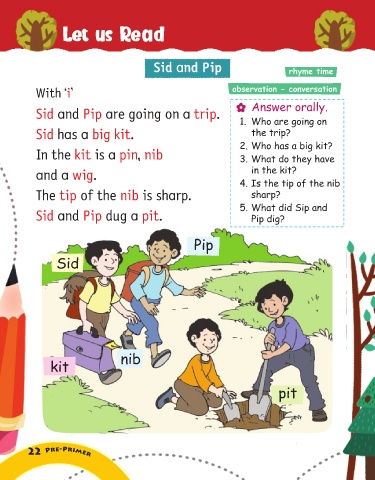 Let us Read
Sid and Pip
rhyme time
observation - conversation
With 'i'
Sid and Pip are going on a trip.
Sid has a big kit.
In the kit is a pin, nib
and a wig.
The tip of the nib is sharp.
Sid and Pip dug a pit.
Answer orally.
1. Who are going on
the trip?
2. Who has a big kit?
3. What do they have
in the kit?
4. Is the tip of the nib
sharp?
5. What did Sip and
Pip dig?
Pip
Sid
nib
kit
pit
22 PRE-PRIMER